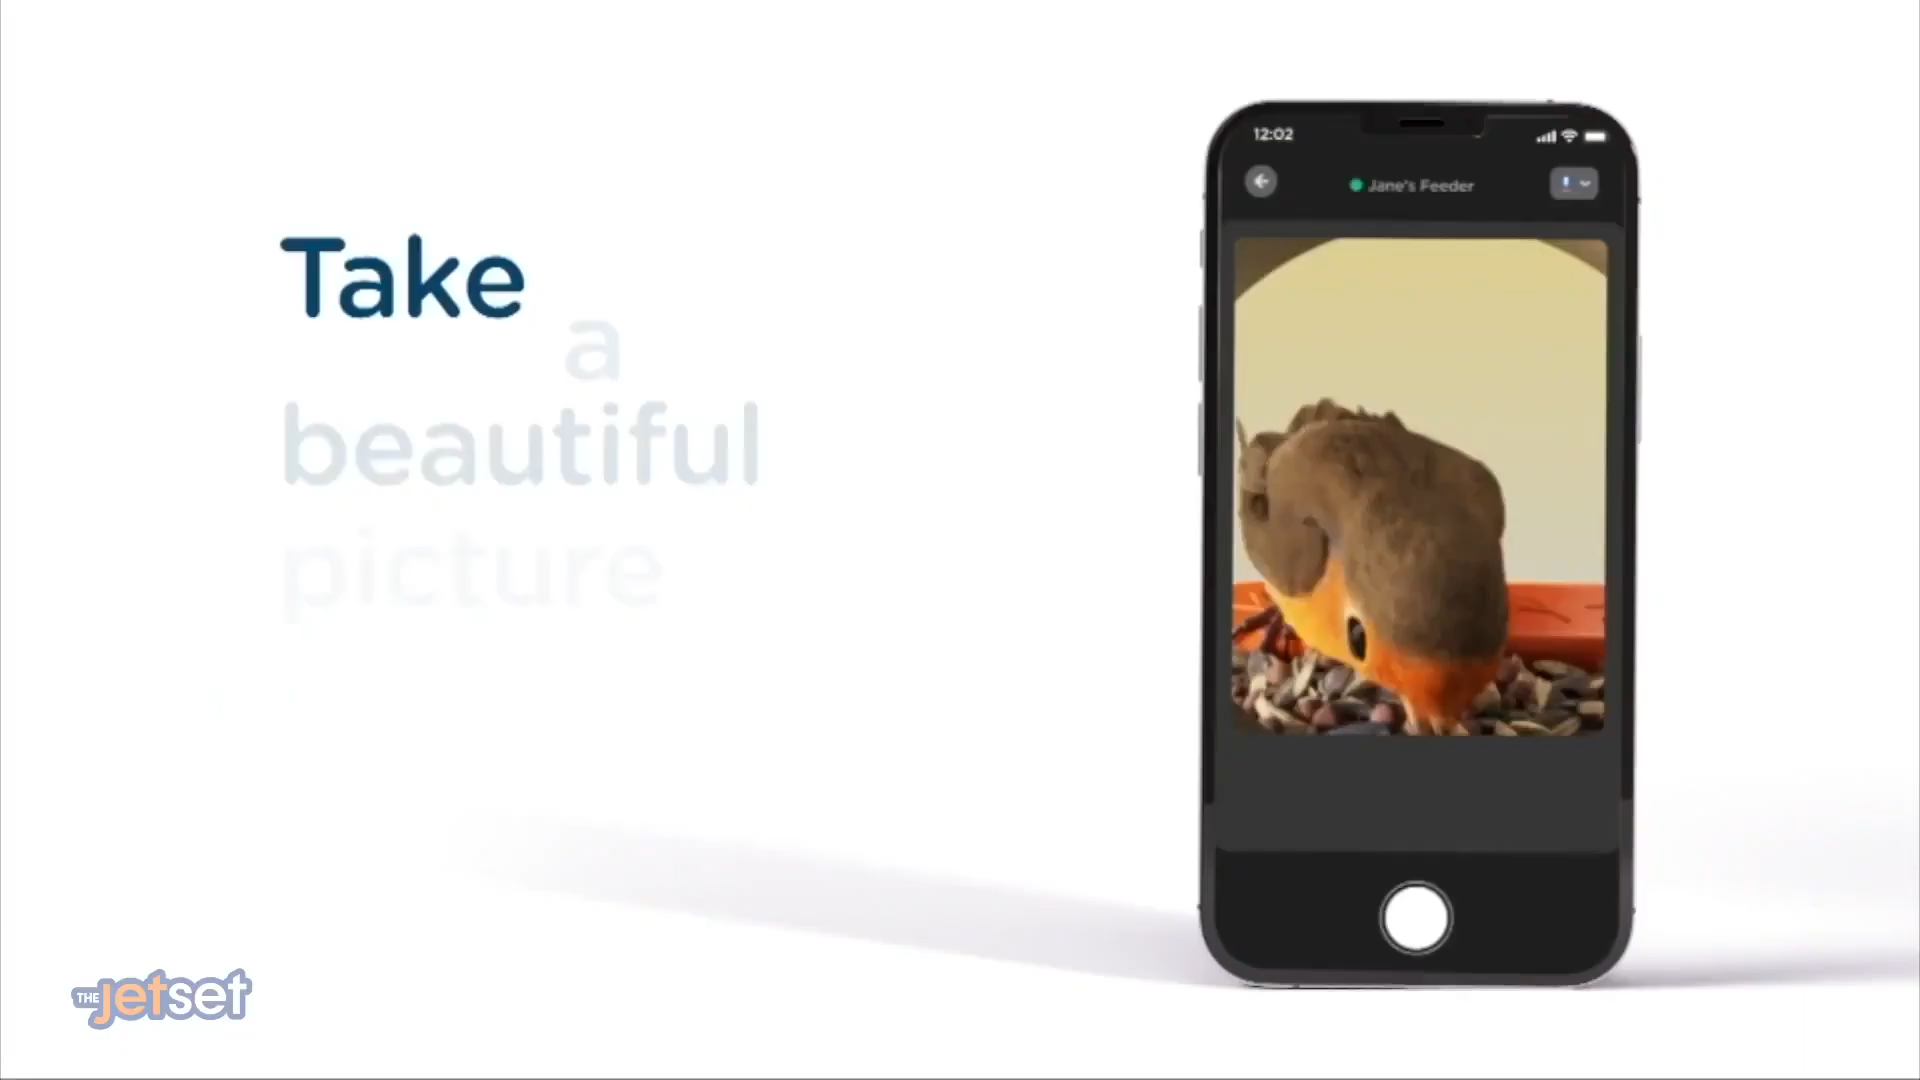 Take
a
beautiful
picture
12:02
Jane's Feeder
THE jetset